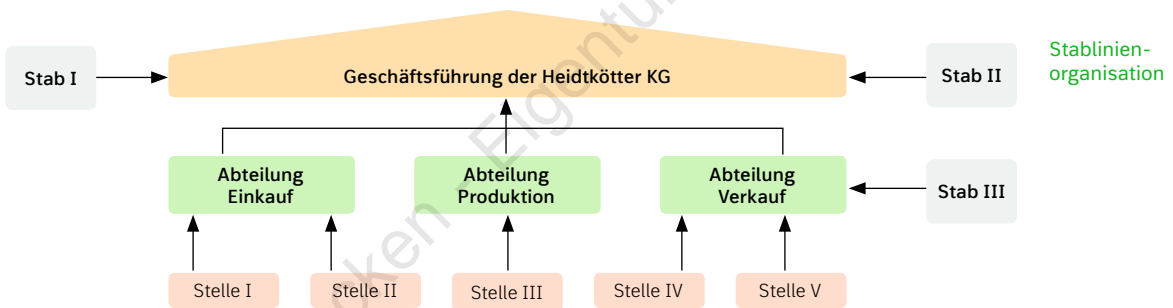 Stab I
Geschäftsführung der Heidtkötter KG
Stab II
Stablinien-
organisation
Abteilung
Einkauf
Abteilung
Produktion
Abteilung
Verkauf
Stab III
Stelle I
Stelle II
Stelle III
Stelle IV
Stelle V